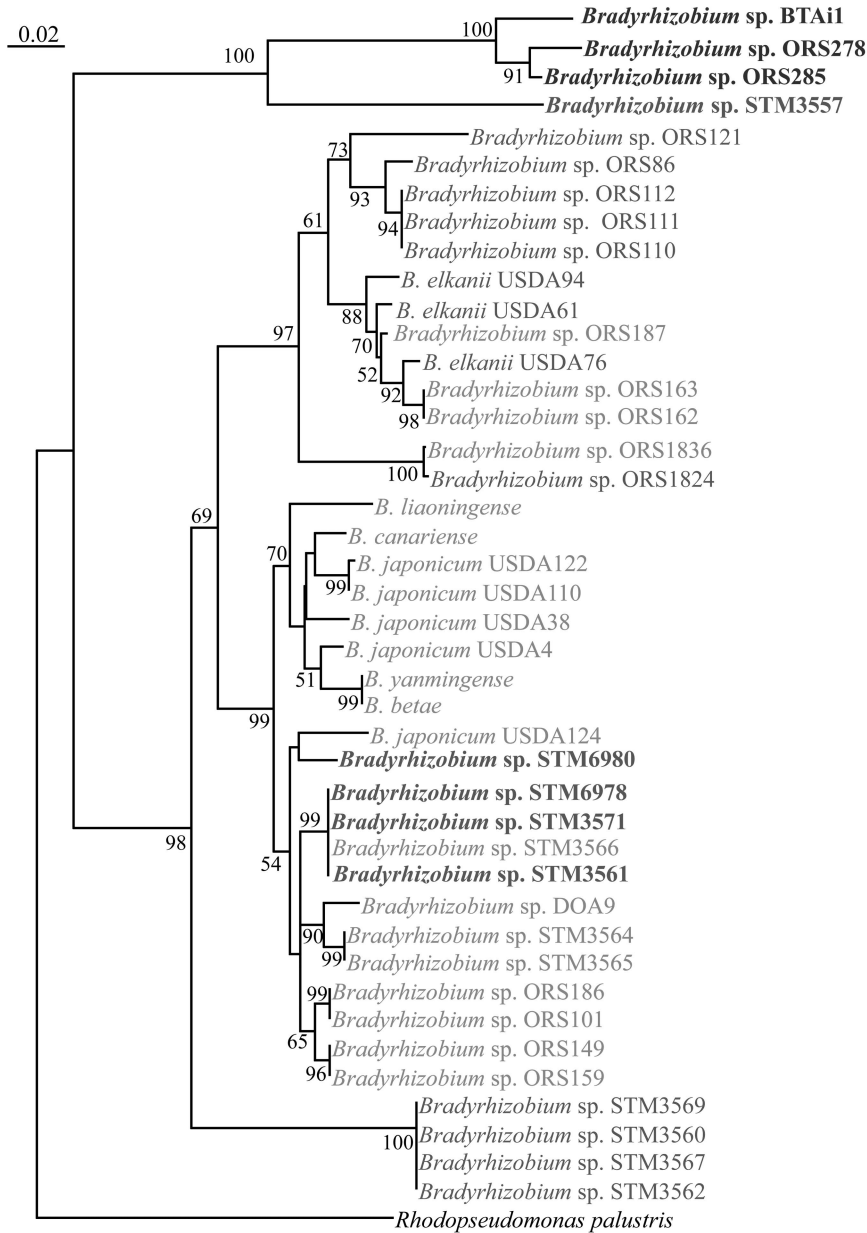 0.02
100
Bradyrhizobium sp. BTAi1
Bradyrhizobium sp. ORS278
91
Bradyrhizobium sp. ORS285
100
Bradyrhizobium sp. STM3557
Bradyrhizobium sp. ORS121
73
Bradyrhizobium sp. ORS86
93
Bradyrhizobium sp. ORS112
61
Bradyrhizobium sp. ORS111
94
Bradyrhizobium sp. ORS110
B. elkanii USDA94
88
B. elkanii USDA61
97
Bradyrhizobium sp. ORS187
70
B. elkanii USDA76
52
92
Bradyrhizobium sp. ORS163
98
Bradyrhizobium sp. ORS162
Bradyrhizobium sp. ORS1836
100
Bradyrhizobium sp. ORS1824
69
B. liaoningense
B. canariense
70
B. japonicum USDA122
99
B. japonicum USDA110
B. japonicum USDA38
B. japonicum USDA4
51
B. yanmingense
99
B. betae
99
B. japonicum USDA124
Bradyrhizobium sp. STM6980
Bradyrhizobium sp. STM6978
99
Bradyrhizobium sp. STM3571
98
Bradyrhizobium sp. STM3566
54
Bradyrhizobium sp. STM3561
Bradyrhizobium sp. DOA9
90
Bradyrhizobium sp. STM3564
99
Bradyrhizobium sp. STM3565
99
Bradyrhizobium sp. ORS186
Bradyrhizobium sp. ORS101
65
Bradyrhizobium sp. ORS149
96
Bradyrhizobium sp. ORS159
Bradyrhizobium sp. STM3569
100
Bradyrhizobium sp. STM3560
Bradyrhizobium sp. STM3567
Bradyrhizobium sp. STM3562
Rhodopseudomonas palustris